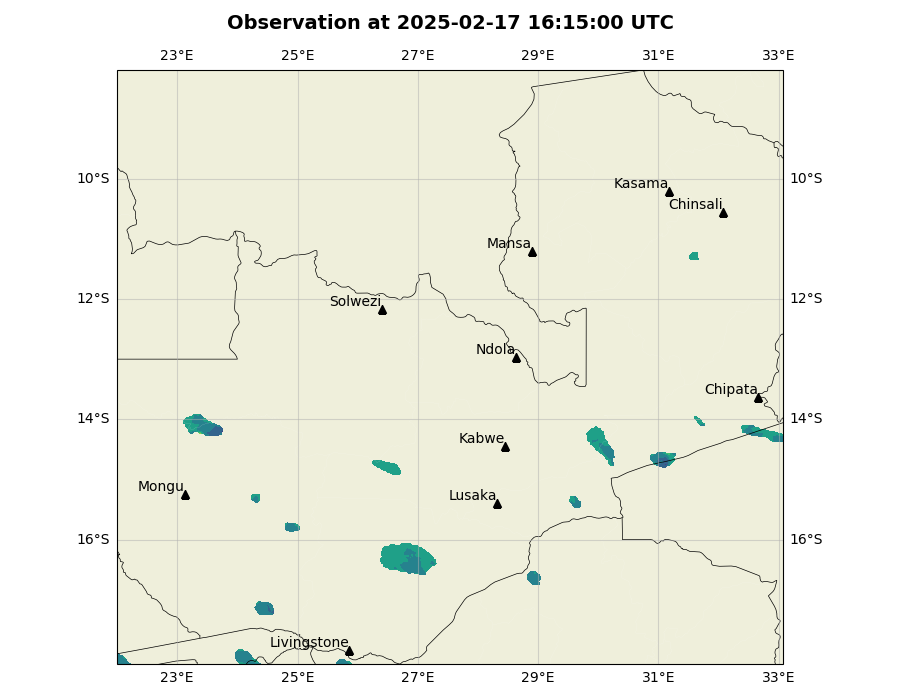 Observation at 2025-02-17 16:15:00 UTC
23°E 25°E 27°E 29°E 31°E 33°E
10°S 10°S
Kasama
Chinsali
Mansa
12°S 12°S
Solwezi
Ndola
Chipata
14°S 14°S
Kabwe
Mongu
Lusaka
16°S 16°S
Livingstone
23°E 25°E 27°E 29°E 31°E 33°E